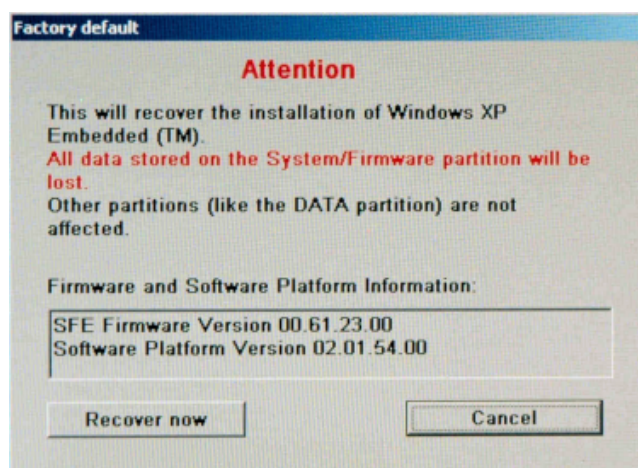 Factory default
Attention
This will recover the installation of Windows XP
Embedded (TM).
All data stored on the System/Firmware partition will be
lost.
Other partitions (like the DATA partition) are not
affected.
Firmware and Software Platform Information:
SFE Firmware Version 00.61.23.00
Software Platform Version 02.01.54.00
Recover now
Cancel